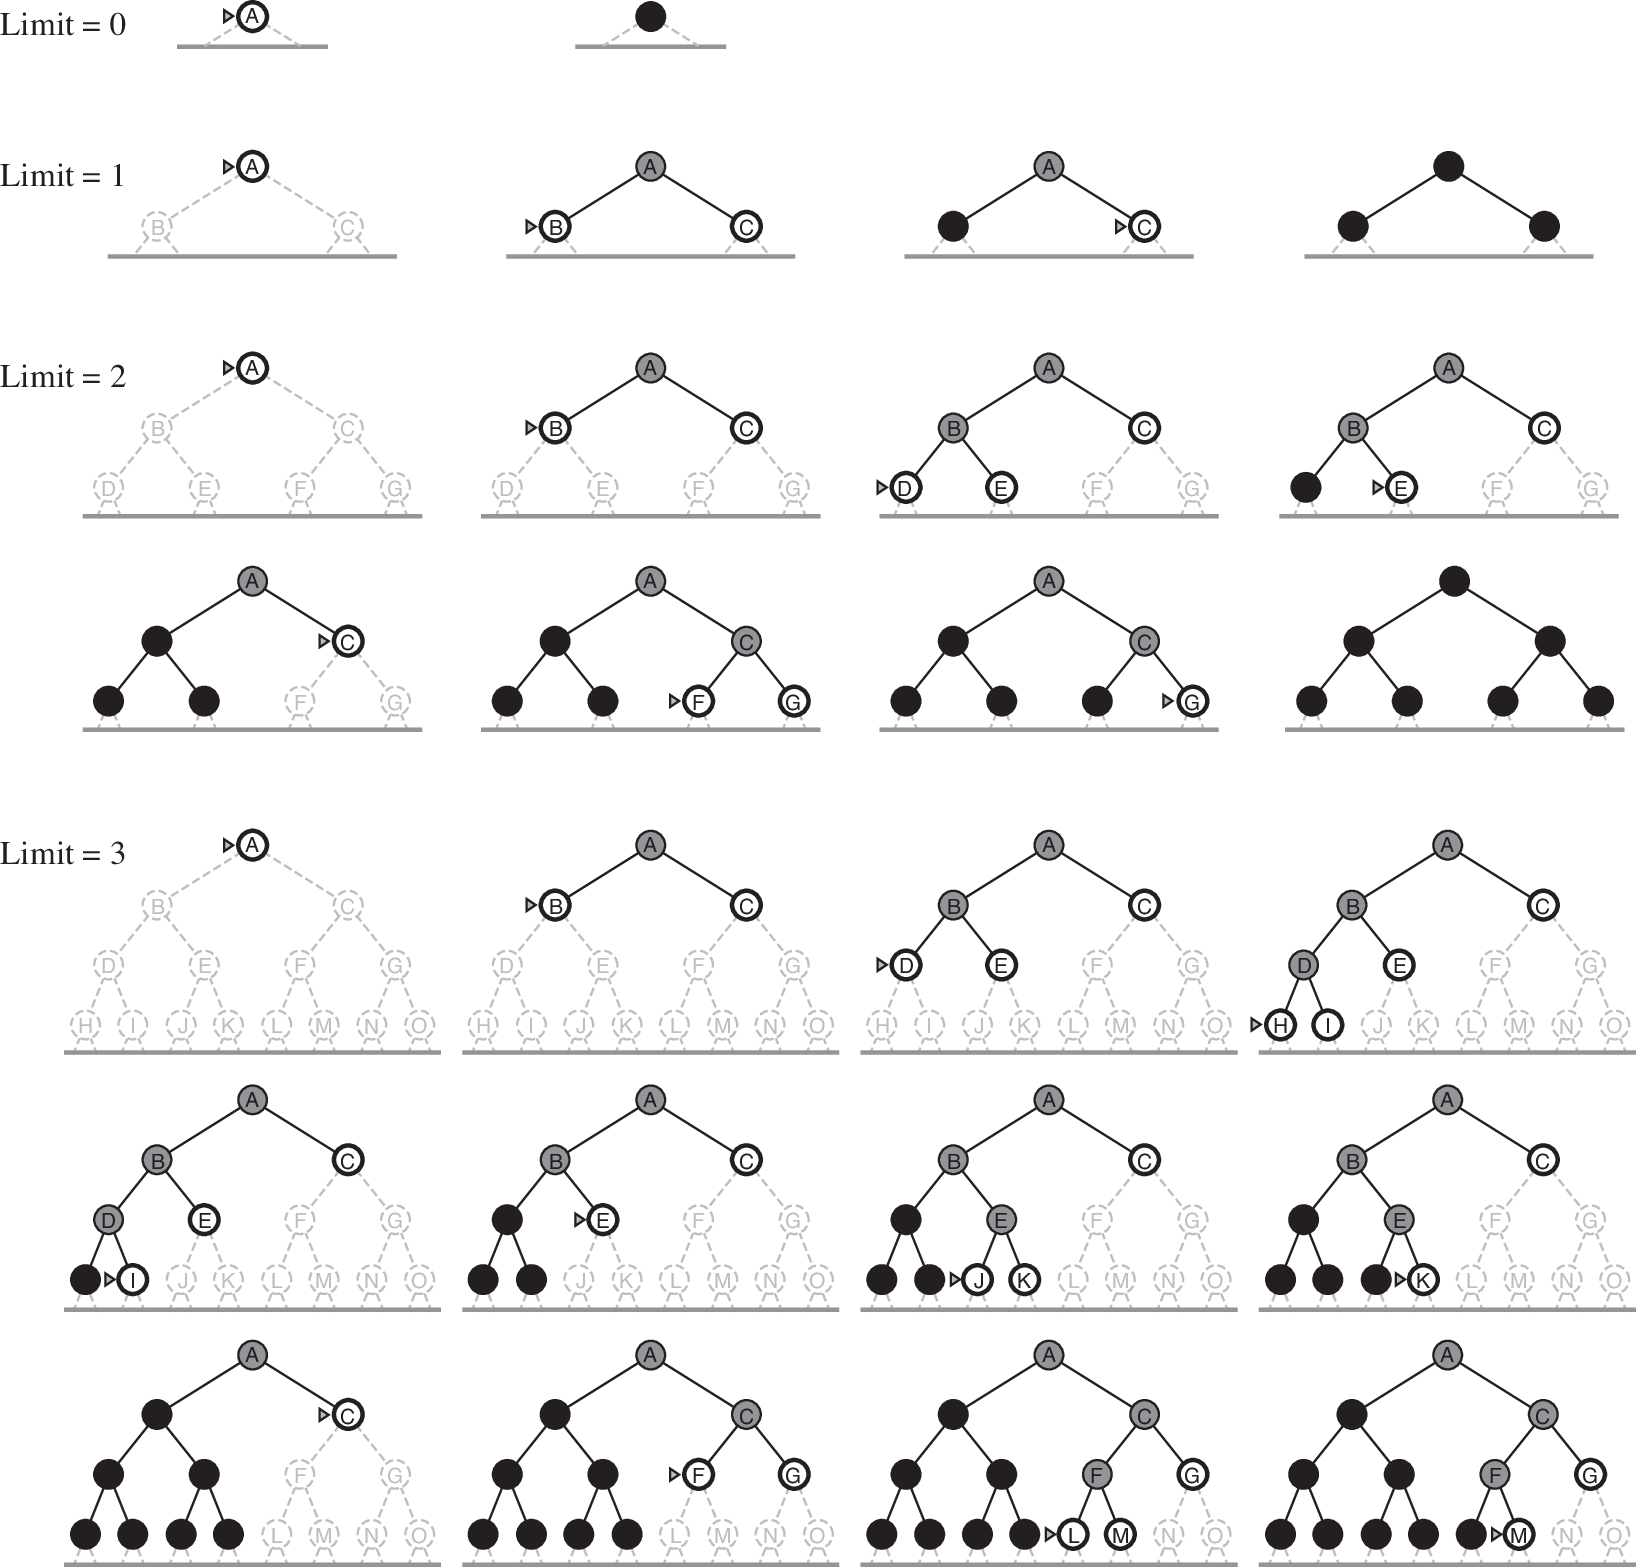 Limit = 0 A
Limit = 1 A A A
B C B C C
Limit = 2 A A A A
B C B C B C B C
D E F G D E F G D E F G E F G
A A A
C C C
F G F G G
Limit = 3 A A A A
B C B C B C B C
D E F G D E F G D E F G D E F G
H I J K L M N O H I J K L M N O H I J K L M N O H I J K L M N O
A A A A
B C B C B C B C
D E F G E F G E F G E F G
I J K L M N O J K L M N O J K L M N O K L M N O
A A A A
C C C C
F G F G F G F G
L M N O L M N O L M N O M N O